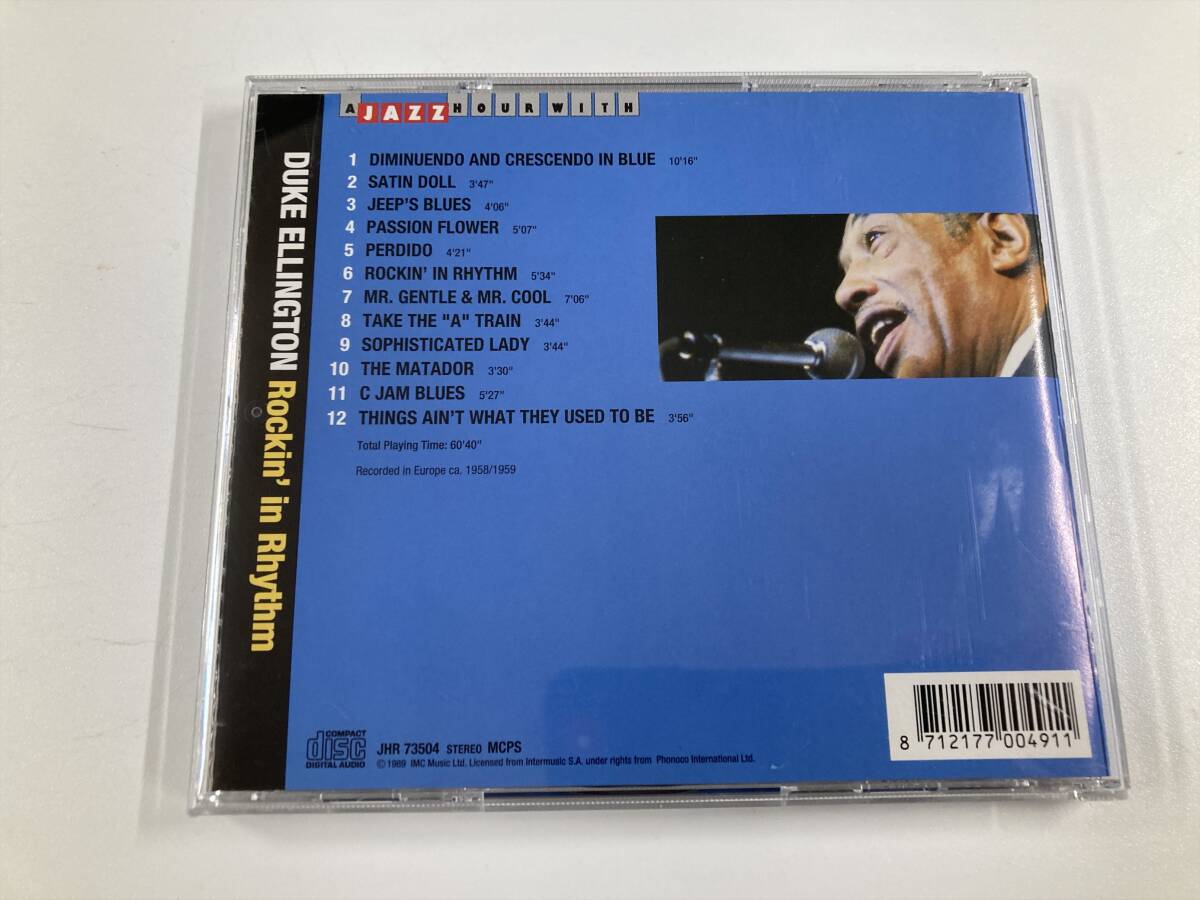 A JAZZ HOUR WITH
DUKE ELLINGTON Rockin' in Rhythm
1 DIMINUENDO AND CRESCENDO IN BLUE 10'16"
2 SATIN DOLL 3'47"
3 JEEP'S BLUES 4'06"
4 PASSION FLOWER 5'07"
5 PERDIDO 4'21"
6 ROCKIN' IN RHYTHM 5'34"
7 MR. GENTLE & MR. COOL 7'06"
8 TAKE THE "A" TRAIN 3'44"
9 SOPHISTICATED LADY 3'44"
10 THE MATADOR 3'30"
11 C JAM BLUES 5'27"
12 THINGS AIN'T WHAT THEY USED TO BE 3'56"
Total Playing Time: 60'40"
Recorded in Europe ca. 1958/1959
COMPACT
disc
DIGITAL AUDIO
JHR 73504 STEREO MCPS
©1989 IMC Music Ltd. Licensed from Intermusic S.A. under rights from Phonoco International Ltd.
8 712177 004911